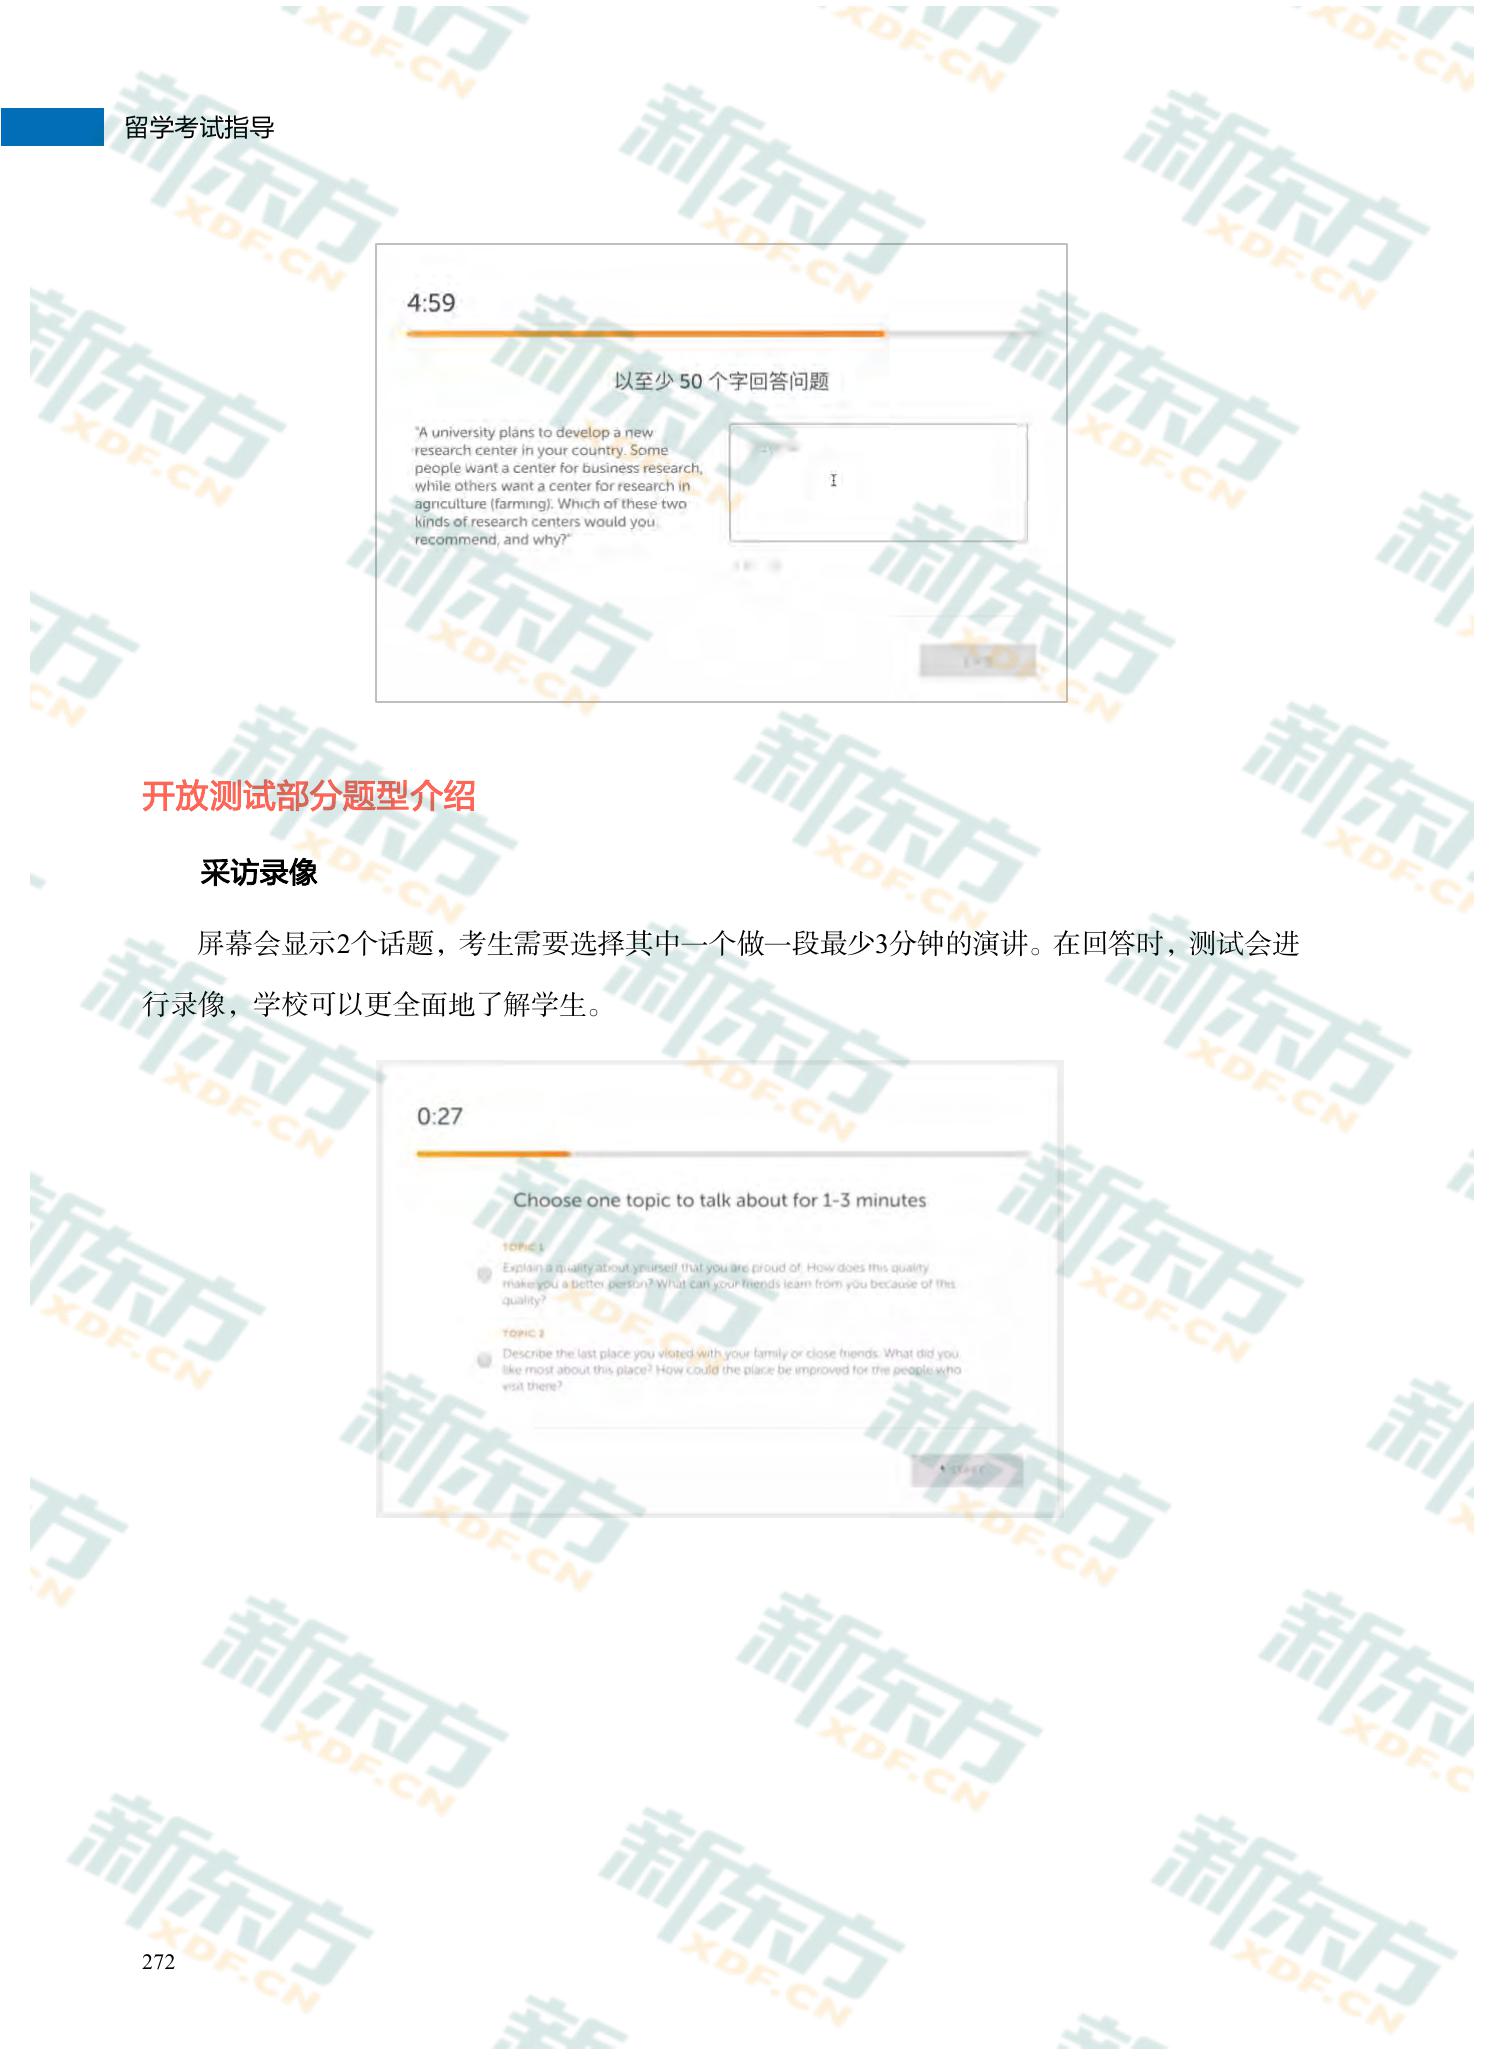 留学考试指导
4:59
以至少 50 个字回答问题
"A university plans to develop a new
research center in your country. Some
people want a center for business research,
while others want a center for research in
agriculture (farming). Which of these two
kinds of research centers would you
recommend, and why?"
开放测试部分题型介绍
采访录像
屏幕会显示2个话题，考生需要选择其中一个做一段最少3分钟的演讲。在回答时，测试会进
行录像，学校可以更全面地了解学生。
0:27
Choose one topic to talk about for 1-3 minutes
TOPIC 1
Explain a quality about yourself that you are proud of. How does this quality
make you a better person? What can your friends learn from you because of this
quality?
TOPIC 2
Describe the last place you visited with your family or close friends. What did you
like most about this place? How could the place be improved for the people who
visit there?
START
272
新东方
XDF.CN